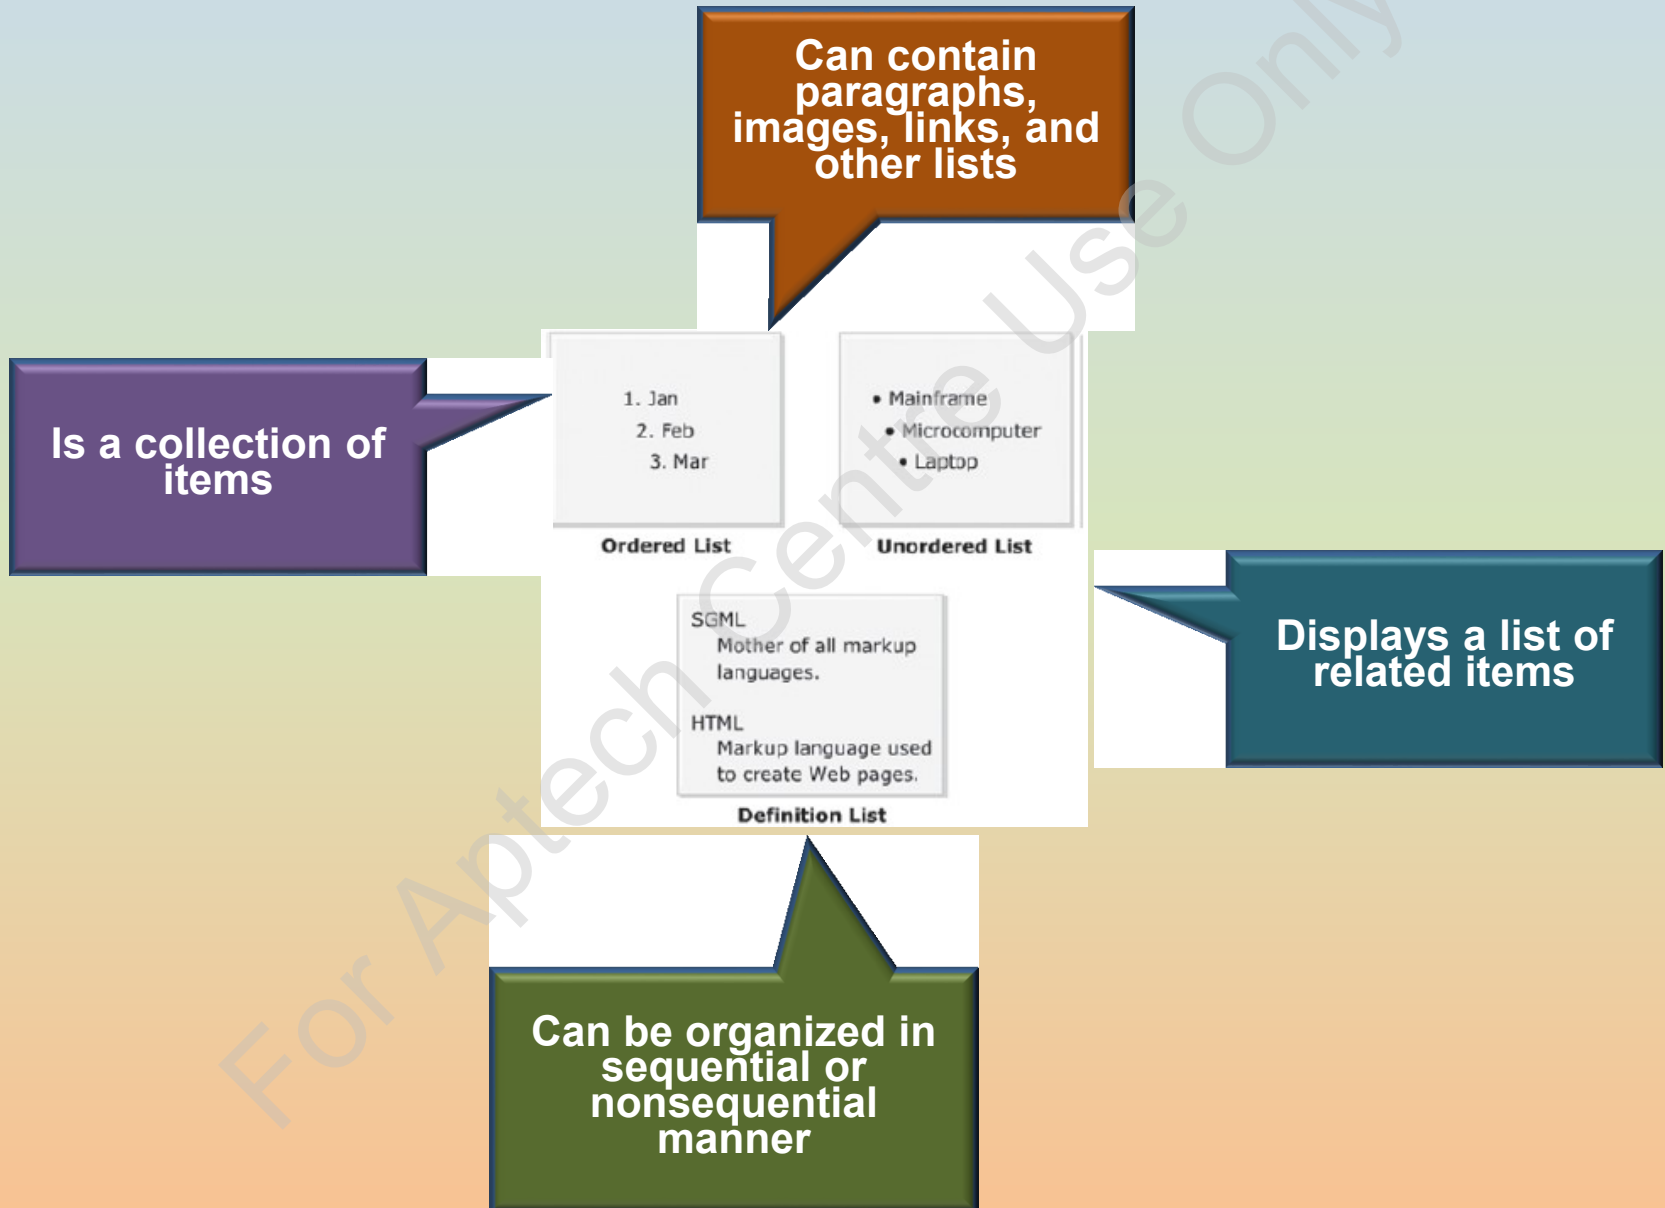 Can contain
paragraphs,
images, links, and
other lists
Is a collection of
items
1. Jan
2. Feb
3. Mar
Ordered List
• Mainframe
• Microcomputer
• Laptop
Unordered List
Displays a list of
related items
SGML
Mother of all markup
languages.
HTML
Markup language used
to create Web pages.
Definition List
Can be organized in
sequential or
nonsequential
manner
For Aptech Centre Use Only